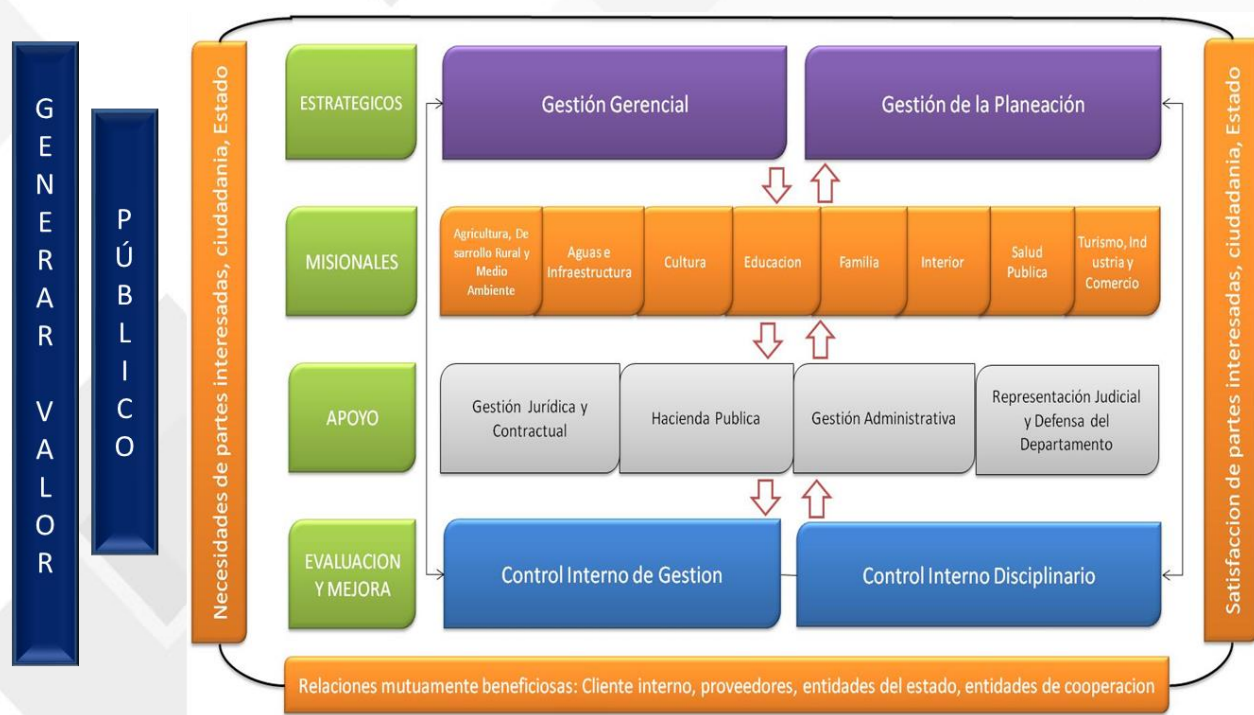 GENERAR VALOR
PÚBLICO
Necesidades de partes interesadas, ciudadania, Estado
ESTRATEGICOS
Gestión Gerencial
Gestión de la Planeación
MISIONALES
Agricultura, De
sarrollo Rural y
Medio
Ambiente
Aguas e
Infraestructura
Cultura
Educacion
Familia
Interior
Salud
Publica
Turismo, Ind
ustria y
Comercio
APOYO
Gestión Jurídica y
Contractual
Hacienda Publica
Gestión Administrativa
Representación Judicial
y Defensa del
Departamento
EVALUACION
Y MEJORA
Control Interno de Gestion
Control Interno Disciplinario
Satisfaccion de partes interesadas, ciudadania, Estado
Relaciones mutuamente beneficiosas: Cliente interno, proveedores, entidades del estado, entidades de cooperacion